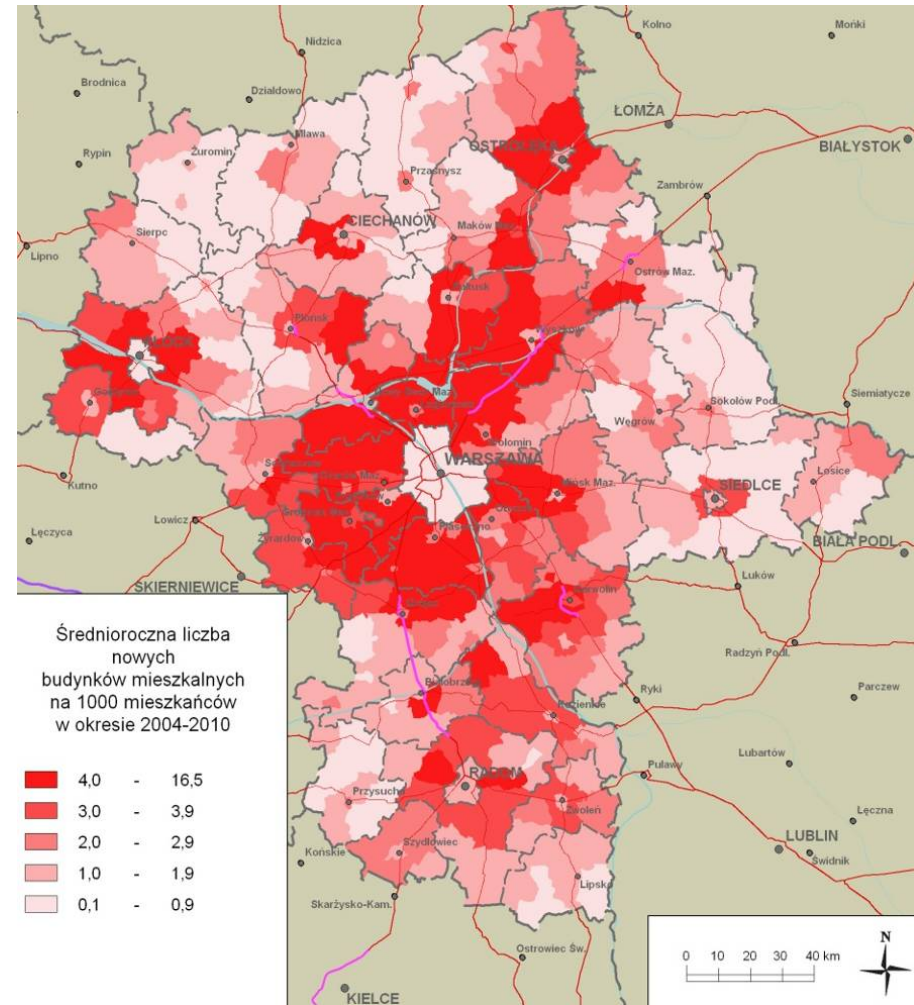 Nidzica
Kolno
Mońki
Brodnica
Działdowo
ŁOMŻA
BIAŁYSTOK
Rypin
Żuromin
Mława
OSTROŁĘKA
Przasnysz
Zambrów
Lipno
Sierpc
CIECHANÓW
Maków Maz.
Ostrów Maz.
Pułtusk
Płońsk
Wyszków
PŁOCK
Gostynin
Siemiatycze
Sokołów Podl.
Węgrów
Wołomin
WARSZAWA
Kutno
Sochaczew
Mińsk Maz.
SIEDLCE
Łosice
Łowicz
Łęczyca
Żyrardów
Piaseczno
Otwock
BIAŁA PODL.
SKIERNIEWICE
Łuków
Garwolin
Grójec
Radzyń Podl.
Ryki
Parczew
Białobrzegi
Kozienice
Lubartów
Puławy
RADOM
Przysucha
Zwoleń
Łęczna
Szydłowiec
LUBLIN
Świdnik
Końskie
Lipsko
Skarżysko-Kam.
Ostrowiec Św.
KIELCE
Średnioroczna liczba
nowych
budynków mieszkalnych
na 1000 mieszkańców
w okresie 2004-2010
4,0 - 16,5
3,0 - 3,9
2,0 - 2,9
1,0 - 1,9
0,1 - 0,9
N
0 10 20 30 40 km